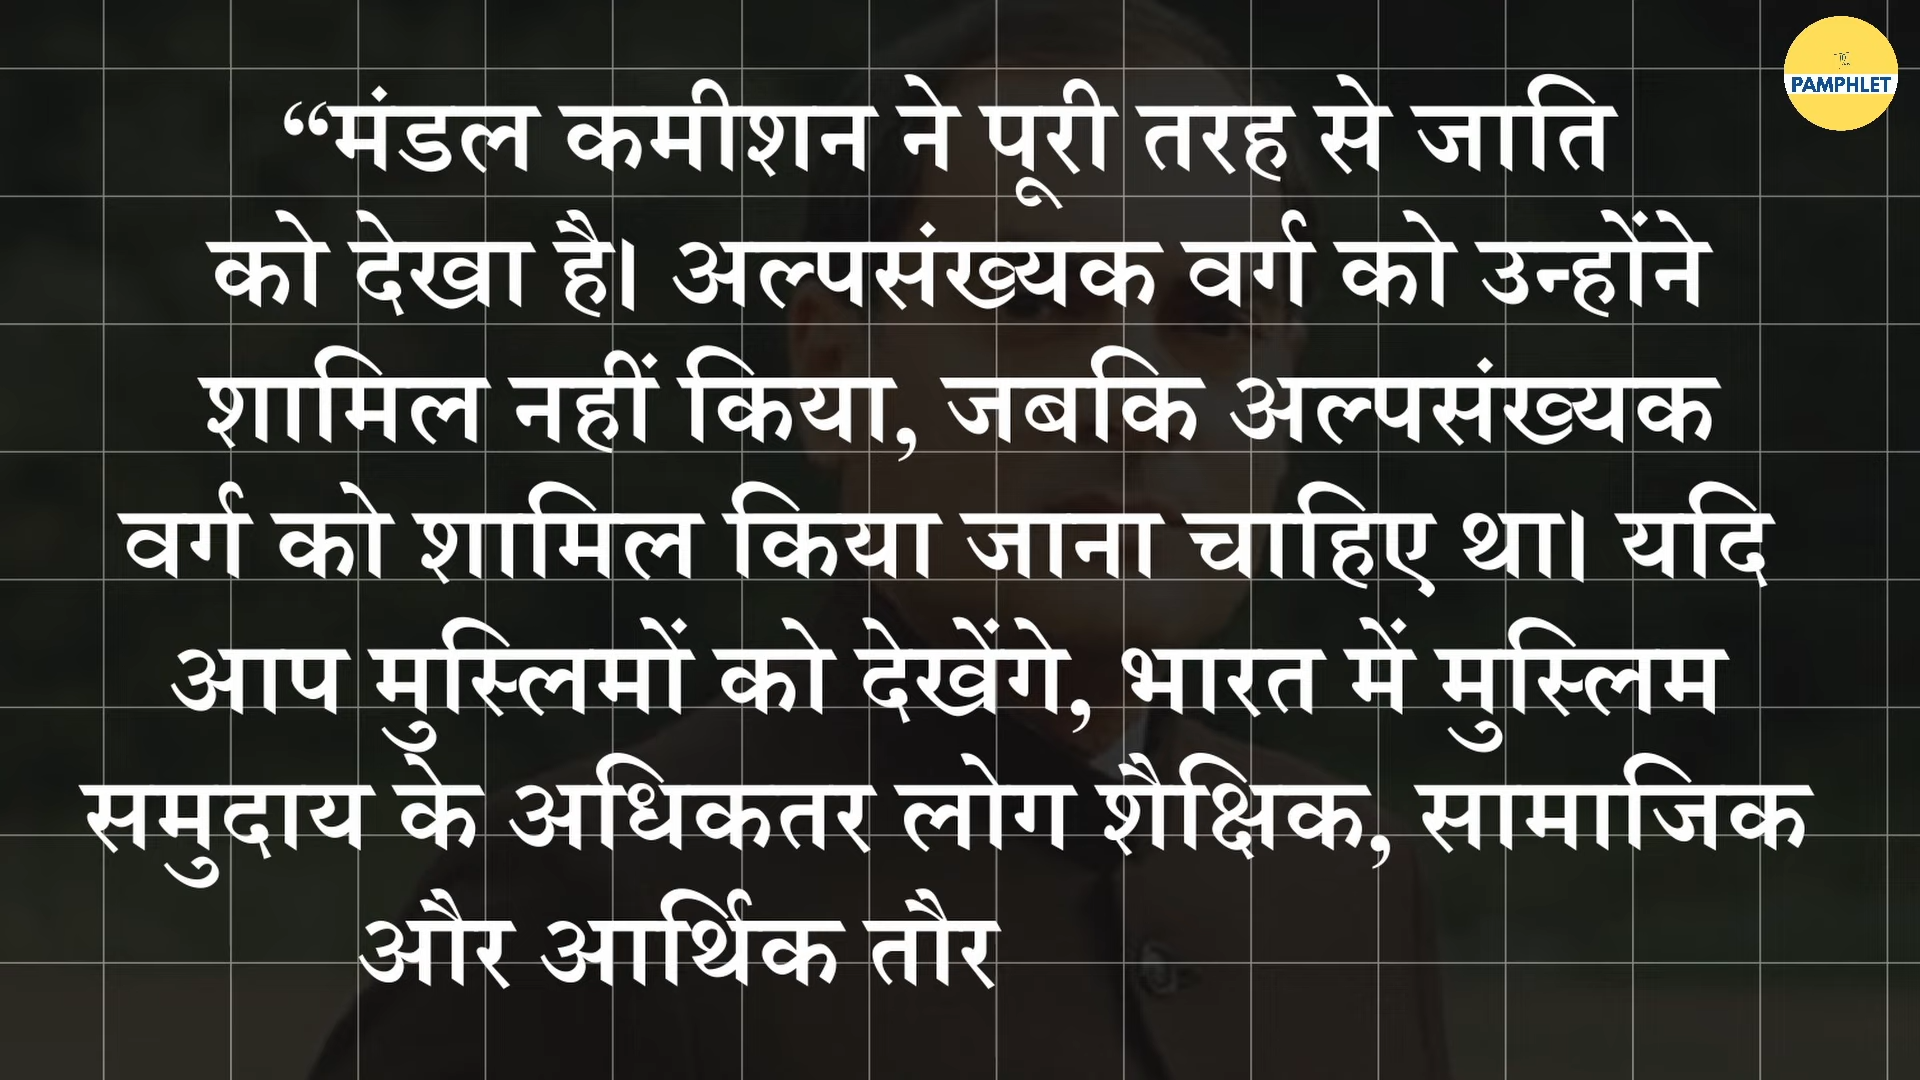 “मंडल कमीशन ने पूरी तरह से जाति
को देखा है। अल्पसंख्यक वर्ग को उन्होंने
शामिल नहीं किया, जबकि अल्पसंख्यक
वर्ग को शामिल किया जाना चाहिए था। यदि
आप मुस्लिमों को देखेंगे, भारत में मुस्लिम
समुदाय के अधिकतर लोग शैक्षिक, सामाजिक
और आर्थिक तौर
PAMPHLET